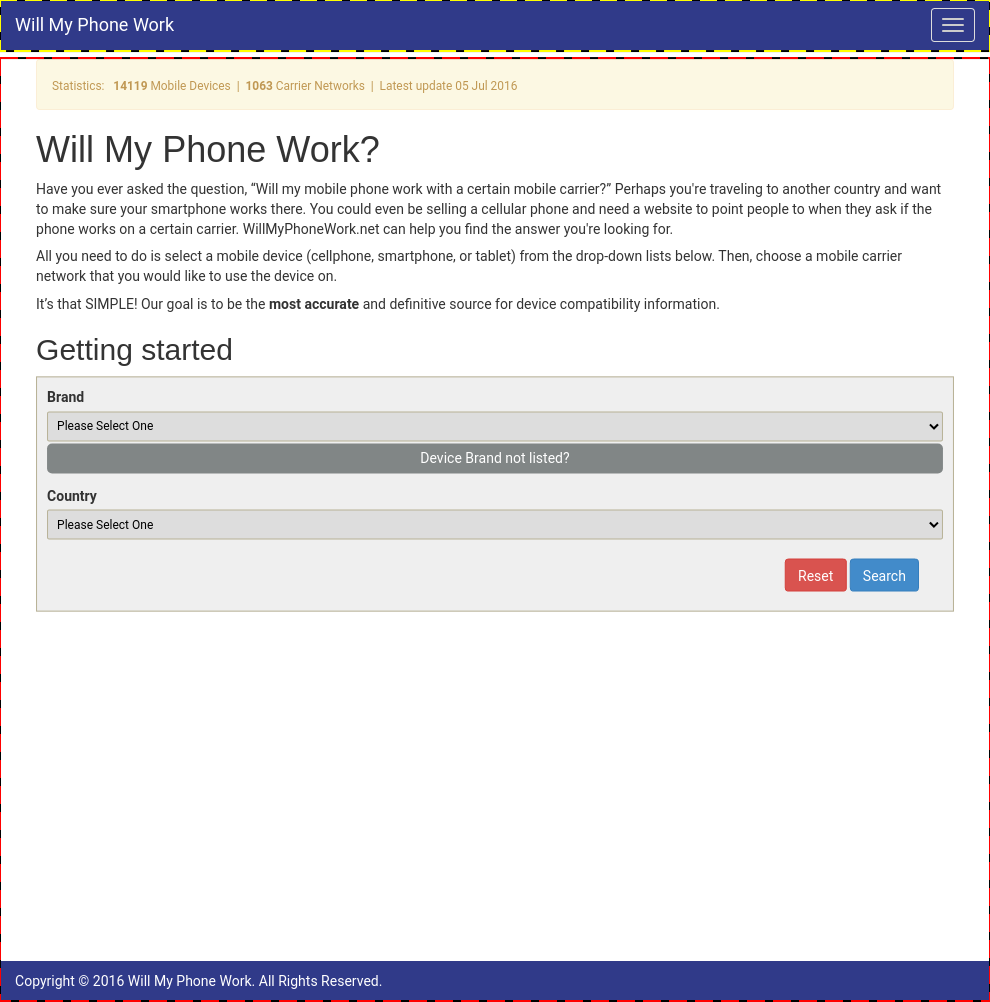 Will My Phone Work
Statistics: 14119 Mobile Devices | 1063 Carrier Networks | Latest update 05 Jul 2016
Will My Phone Work?
Have you ever asked the question, “Will my mobile phone work with a certain mobile carrier?” Perhaps you're traveling to another country and want
to make sure your smartphone works there. You could even be selling a cellular phone and need a website to point people to when they ask if the
phone works on a certain carrier. WillMyPhoneWork.net can help you find the answer you're looking for.
All you need to do is select a mobile device (cellphone, smartphone, or tablet) from the drop-down lists below. Then, choose a mobile carrier
network that you would like to use the device on.
It’s that SIMPLE! Our goal is to be the most accurate and definitive source for device compatibility information.
Getting started
Brand
Please Select One
Device Brand not listed?
Country
Please Select One
Reset Search
Copyright © 2016 Will My Phone Work. All Rights Reserved.